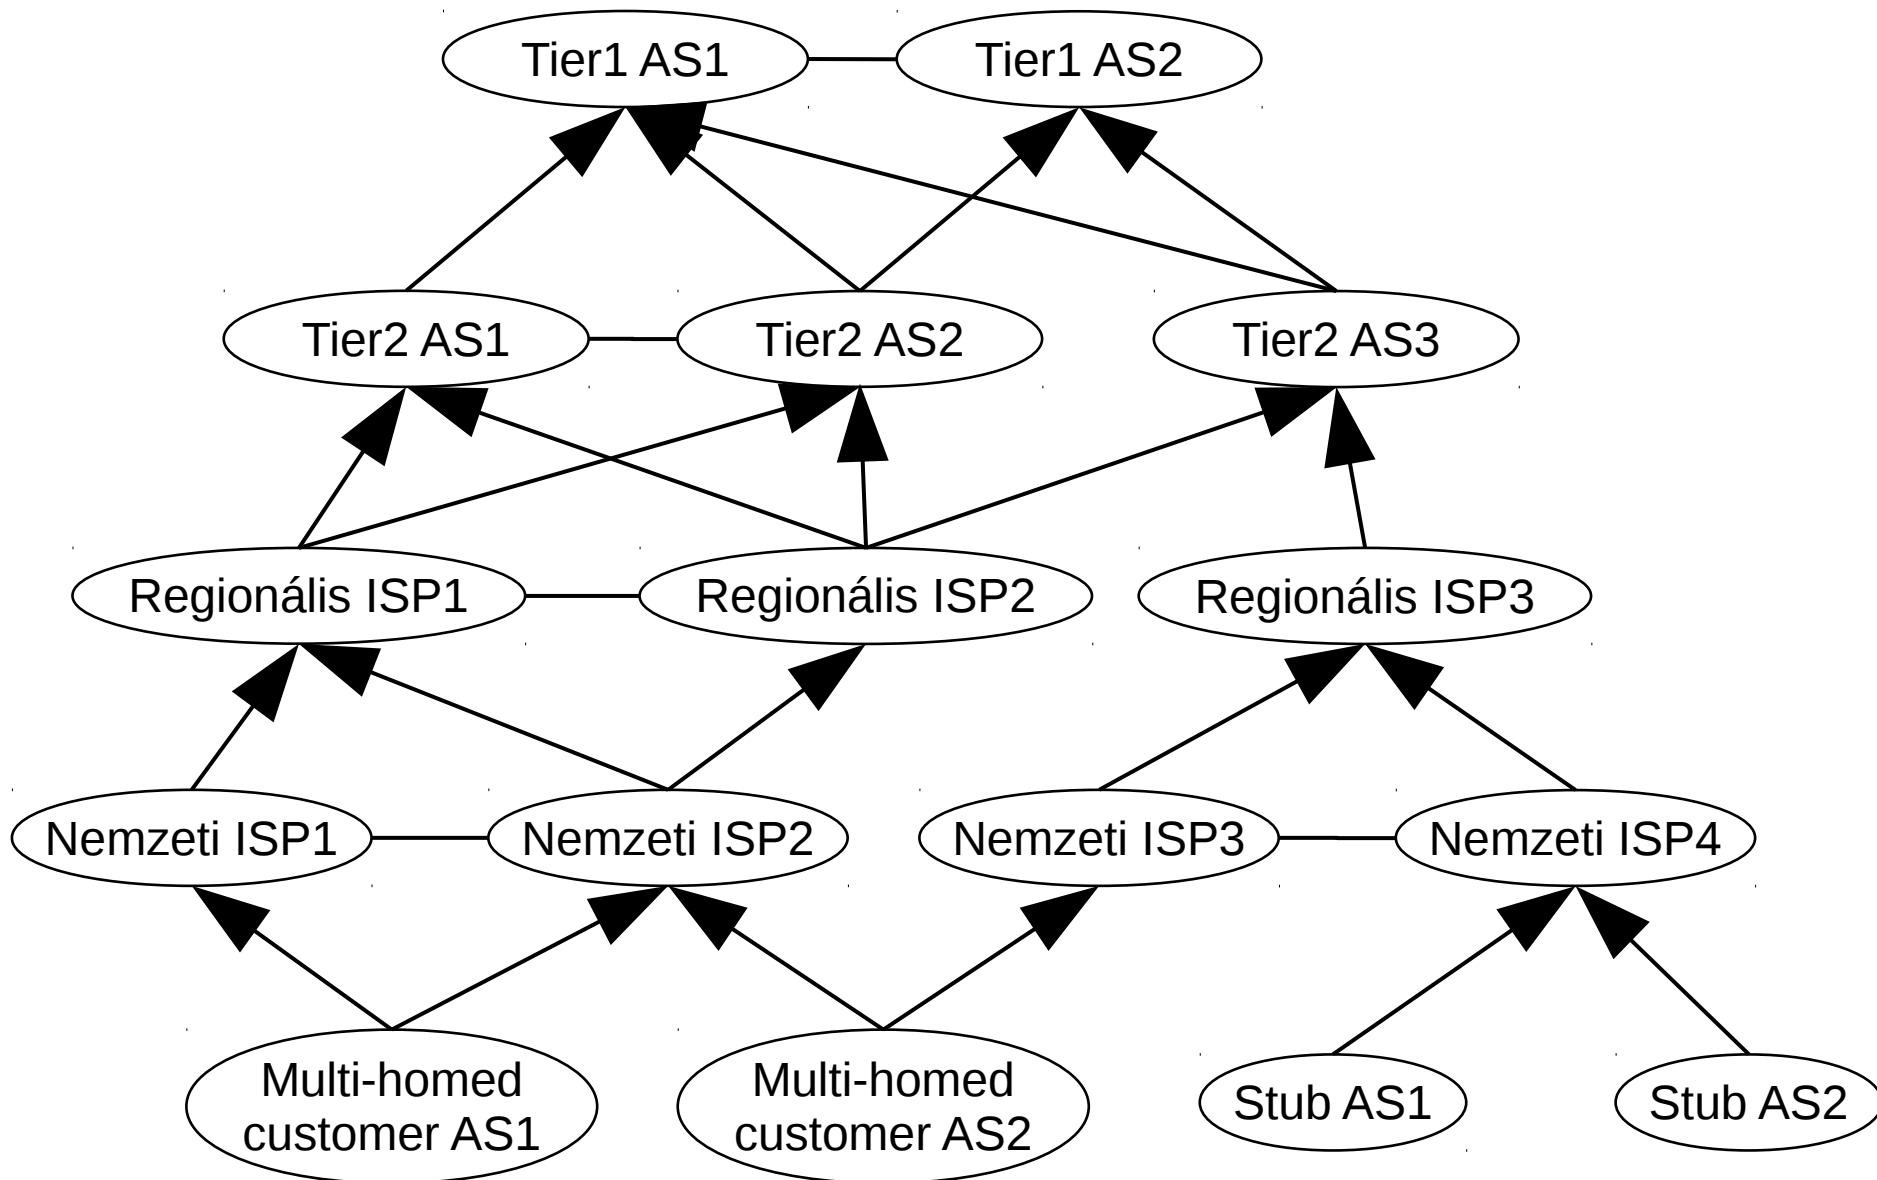 Tier1 AS1
Tier1 AS2
Tier2 AS1
Tier2 AS2
Tier2 AS3
Regionális ISP1
Regionális ISP2
Regionális ISP3
Nemzeti ISP1
Nemzeti ISP2
Nemzeti ISP3
Nemzeti ISP4
Multi-homed
customer AS1
Multi-homed
customer AS2
Stub AS1
Stub AS2